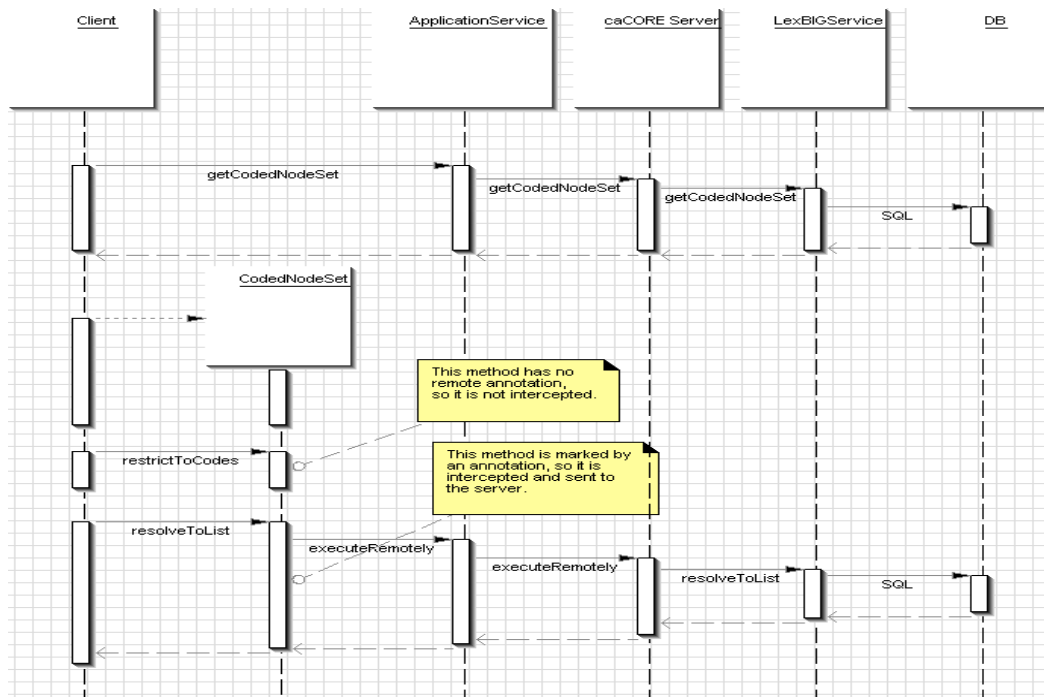 Client
ApplicationService
caCORE Server
LexBIGService
DB
getCodedNodeSet
getCodedNodeSet
getCodedNodeSet
SQL
CodedNodeSet
This method has no
remote annotation,
so it is not intercepted.
restrictToCodes
This method is marked by
an annotation, so it is
intercepted and sent to
the server.
resolveToList
executeRemotely
executeRemotely
resolveToList
SQL